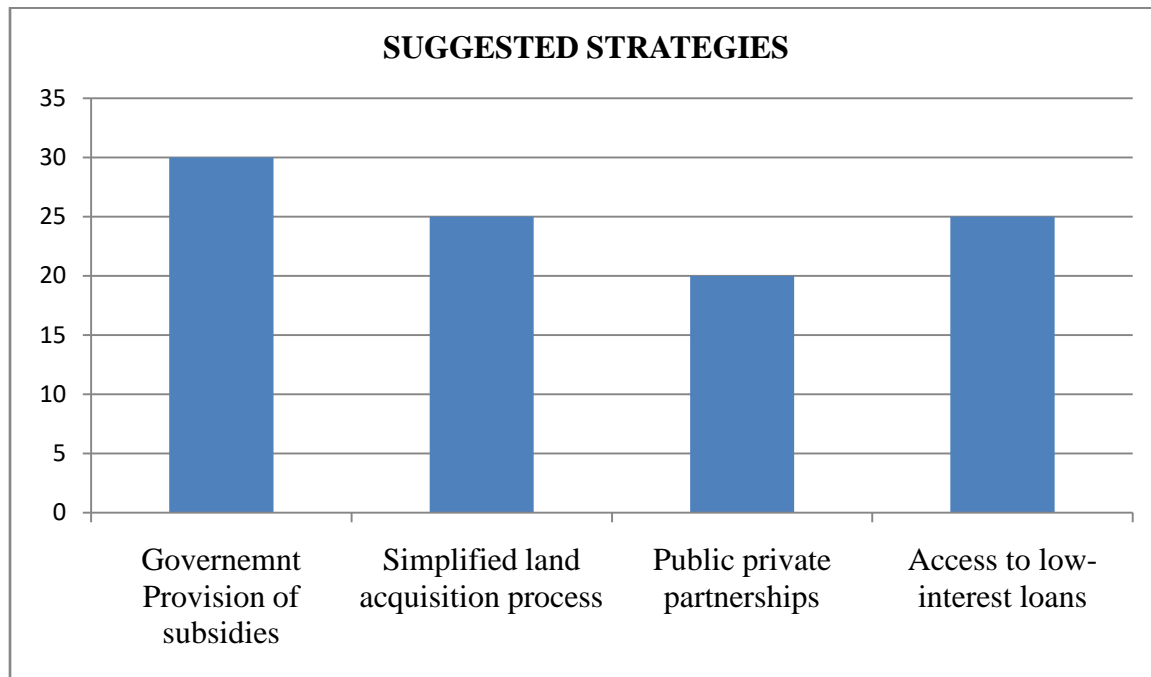 SUGGESTED STRATEGIES
35
30
25
20
15
10
5
0
Governemnt
Provision of
subsidies
Simplified land
acquisition process
Public private
partnerships
Access to low-
interest loans